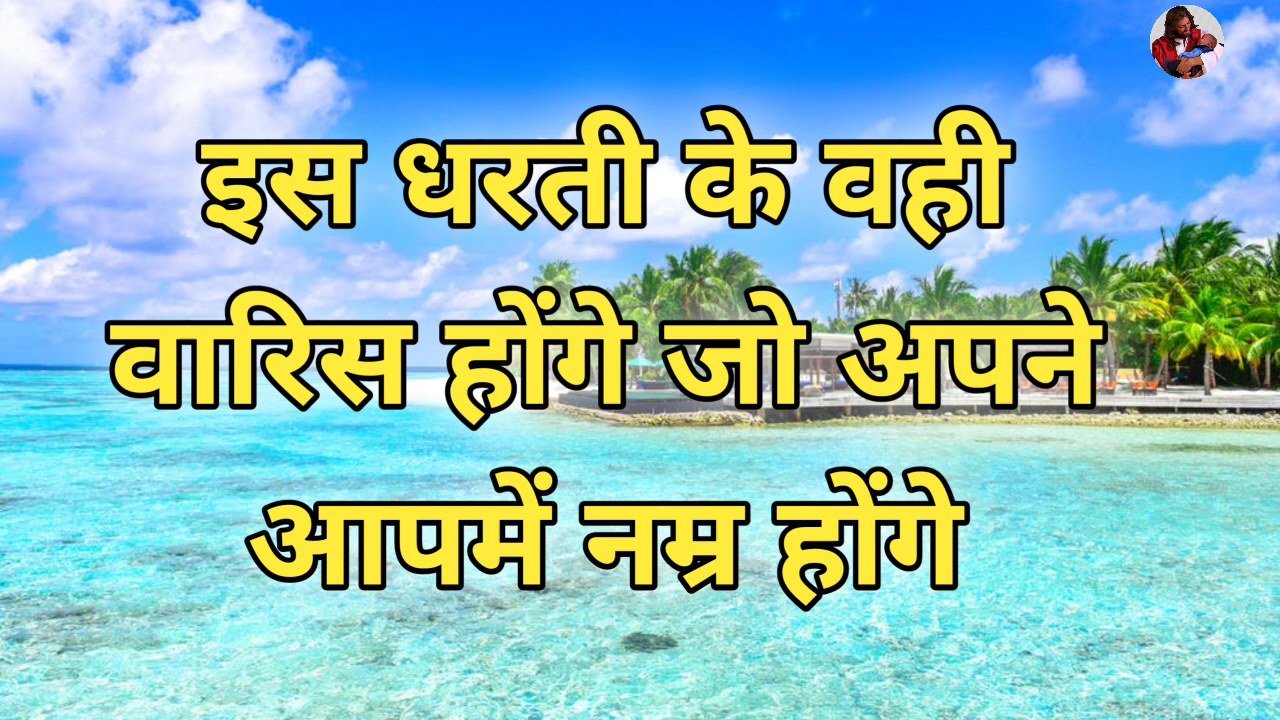 इस धरती के वही
वारिस होंगे जो अपने
आपमें नम्र होंगे